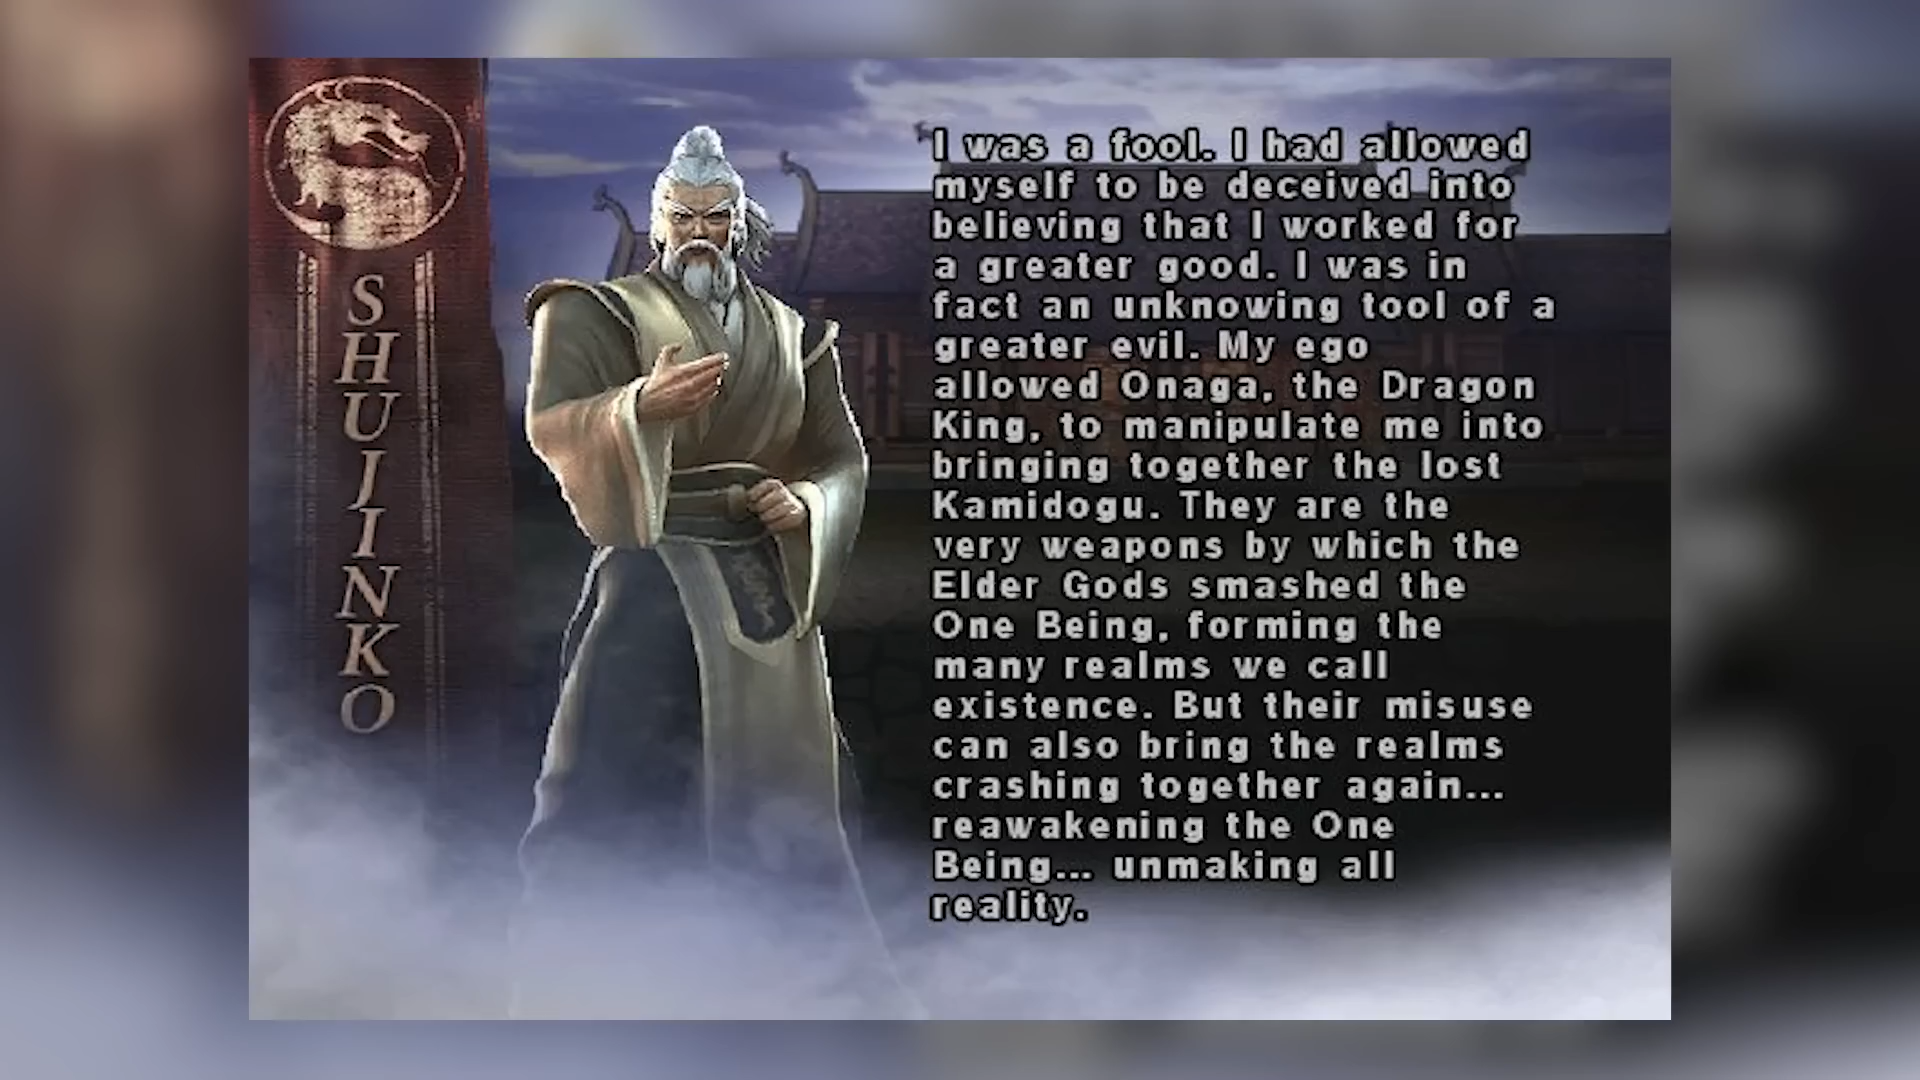 SHUJINKO
I was a fool. I had allowed
myself to be deceived into
believing that I worked for
a greater good. I was in
fact an unknowing tool of a
greater evil. My ego
allowed Onaga, the Dragon
King, to manipulate me into
bringing together the lost
Kamidogu. They are the
very weapons by which the
Elder Gods smashed the
One Being, forming the
many realms we call
existence. But their misuse
can also bring the realms
crashing together again...
reawakening the One
Being... unmaking all
reality.